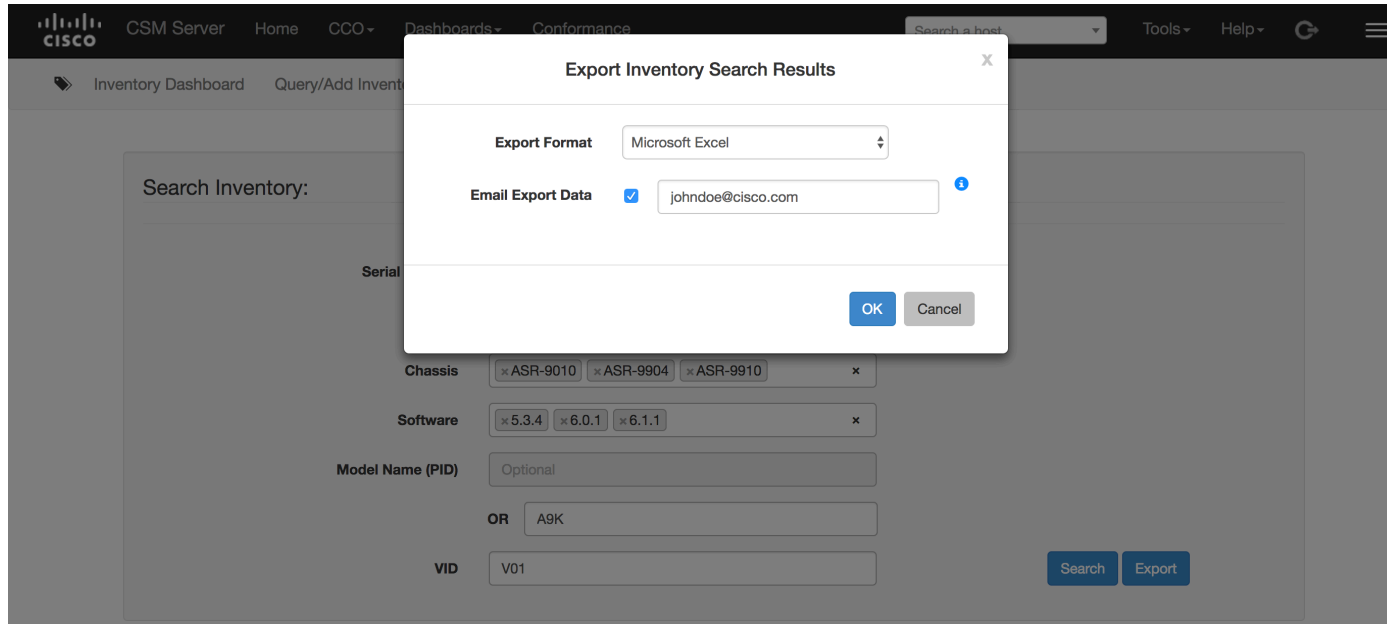 CISCO CSM Server Home CCO Dashboards Conformance Search a host Tools Help
Inventory Dashboard Query/Add Invent
Export Inventory Search Results
x
Export Format Microsoft Excel
Email Export Data johndoe@cisco.com
OK Cancel
Search Inventory:
Serial
Chassis ×ASR-9010 ×ASR-9904 ×ASR-9910 ×
Software ×5.3.4 ×6.0.1 ×6.1.1 ×
Model Name (PID) Optional
OR A9K
VID V01
Search Export